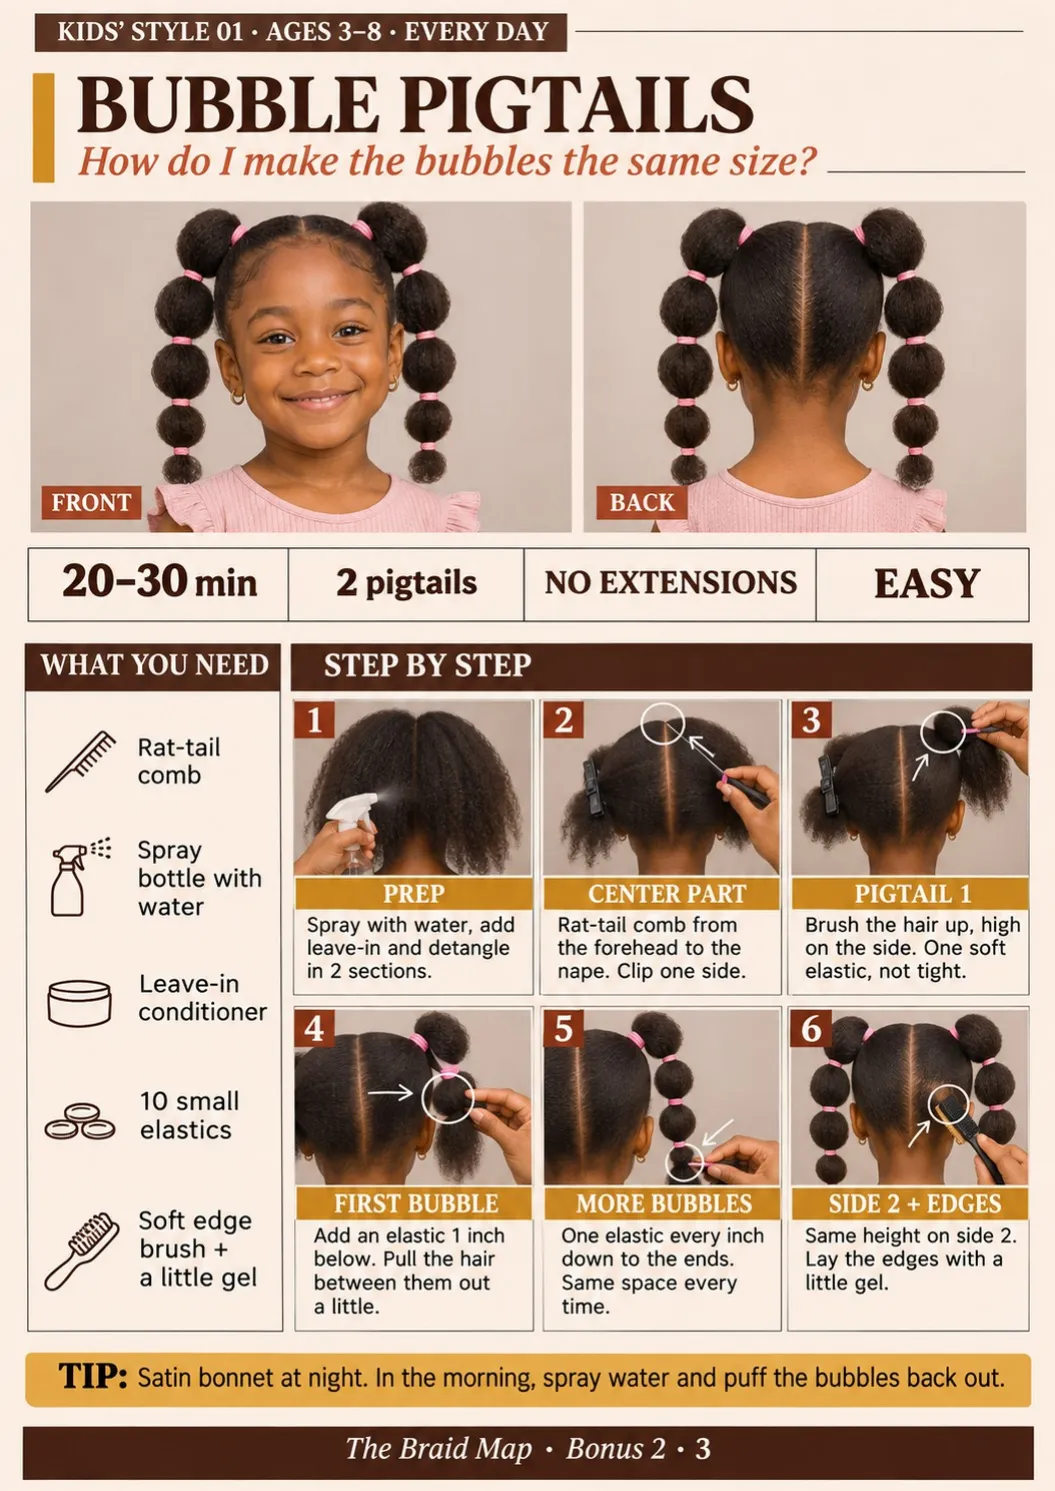 KIDS’ STYLE 01 · AGES 3–8 · EVERY DAY
BUBBLE PIGTAILS
How do I make the bubbles the same size?
FRONT
BACK
20–30 min
2 pigtails
NO EXTENSIONS
EASY
WHAT YOU NEED
Rat-tail
comb
Spray
bottle with
water
Leave-in
conditioner
10 small
elastics
Soft edge
brush +
a little gel
STEP BY STEP
1
PREP
Spray with water, add
leave-in and detangle
in 2 sections.
2
CENTER PART
Rat-tail comb from
the forehead to the
nape. Clip one side.
3
PIGTAIL 1
Brush the hair up, high
on the side. One soft
elastic, not tight.
4
FIRST BUBBLE
Add an elastic 1 inch
below. Pull the hair
between them out
a little.
5
MORE BUBBLES
One elastic every inch
down to the ends.
Same space every
time.
6
SIDE 2 + EDGES
Same height on side 2.
Lay the edges with a
little gel.
TIP: Satin bonnet at night. In the morning, spray water and puff the bubbles back out.
The Braid Map · Bonus 2 · 3